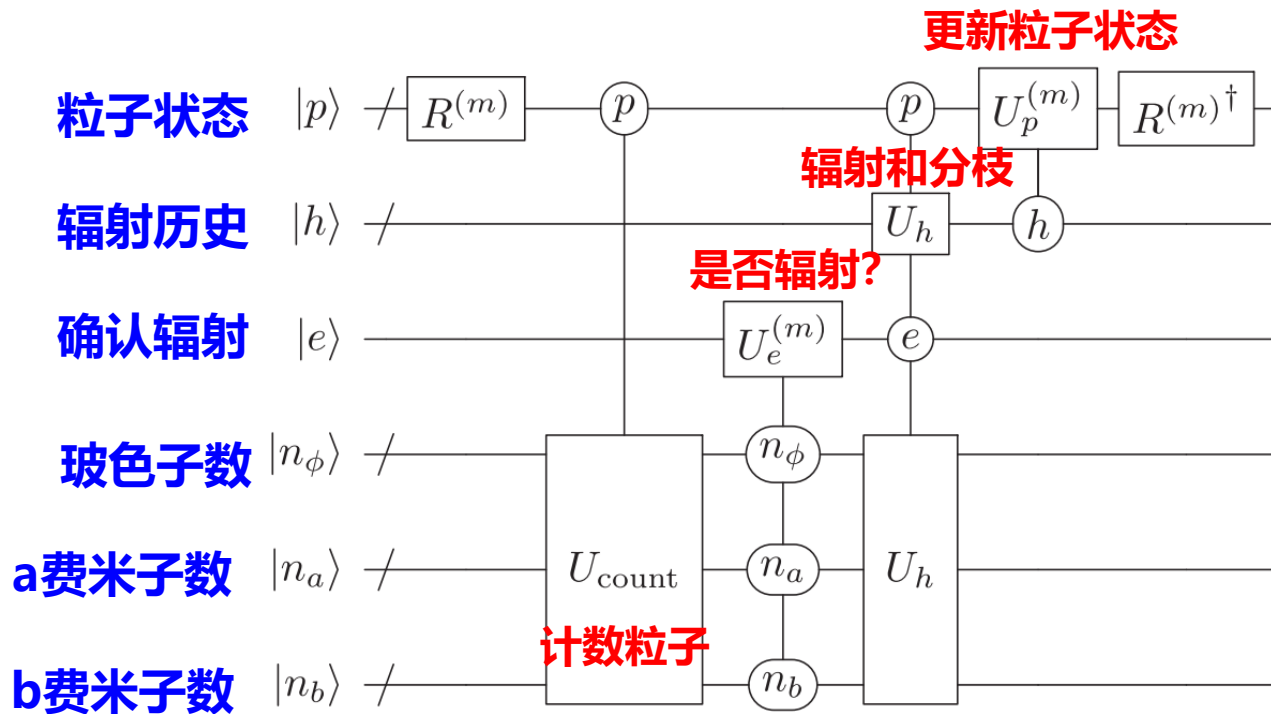 更新粒子状态
粒子状态 |p⟩ R^{(m)} p p U_p^{(m)} R^{(m)†}
辐射和分枝
辐射历史 |h⟩ U_h h
是否辐射?
确认辐射 |e⟩ U_e^{(m)} e
玻色子数 |n_ϕ⟩ n_ϕ
a费米子数 |n_a⟩ U_count n_a U_h
计数粒子
b费米子数 |n_b⟩ n_b